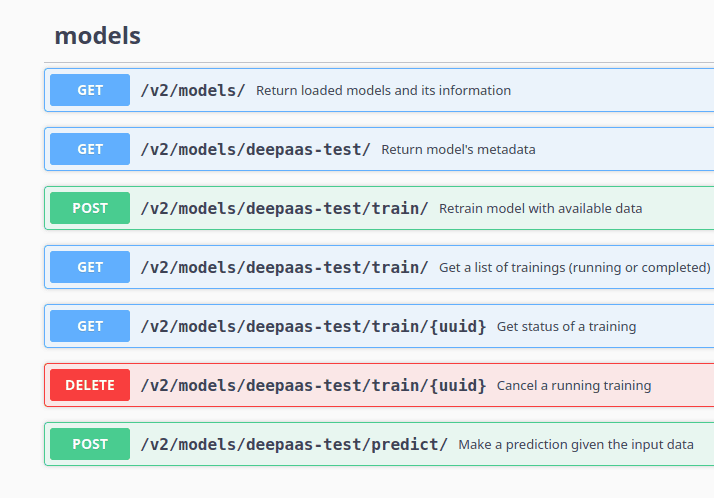 models
GET /v2/models/ Return loaded models and its information
GET /v2/models/deepaas-test/ Return model's metadata
POST /v2/models/deepaas-test/train/ Retrain model with available data
GET /v2/models/deepaas-test/train/ Get a list of trainings (running or completed)
GET /v2/models/deepaas-test/train/{uuid} Get status of a training
DELETE /v2/models/deepaas-test/train/{uuid} Cancel a running training
POST /v2/models/deepaas-test/predict/ Make a prediction given the input data